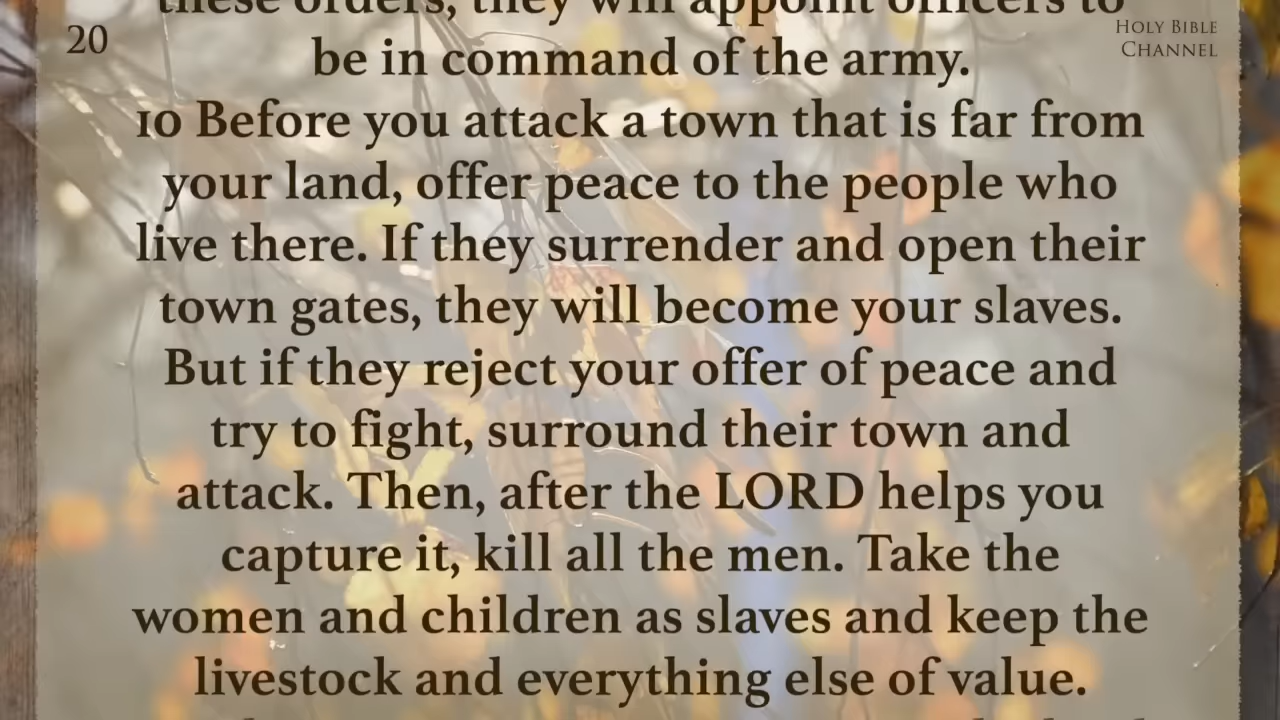 these orders, they will appoint officers to
20
HOLY BIBLE
CHANNEL
be in command of the army.
10 Before you attack a town that is far from
your land, offer peace to the people who
live there. If they surrender and open their
town gates, they will become your slaves.
But if they reject your offer of peace and
try to fight, surround their town and
attack. Then, after the LORD helps you
capture it, kill all the men. Take the
women and children as slaves and keep the
livestock and everything else of value.